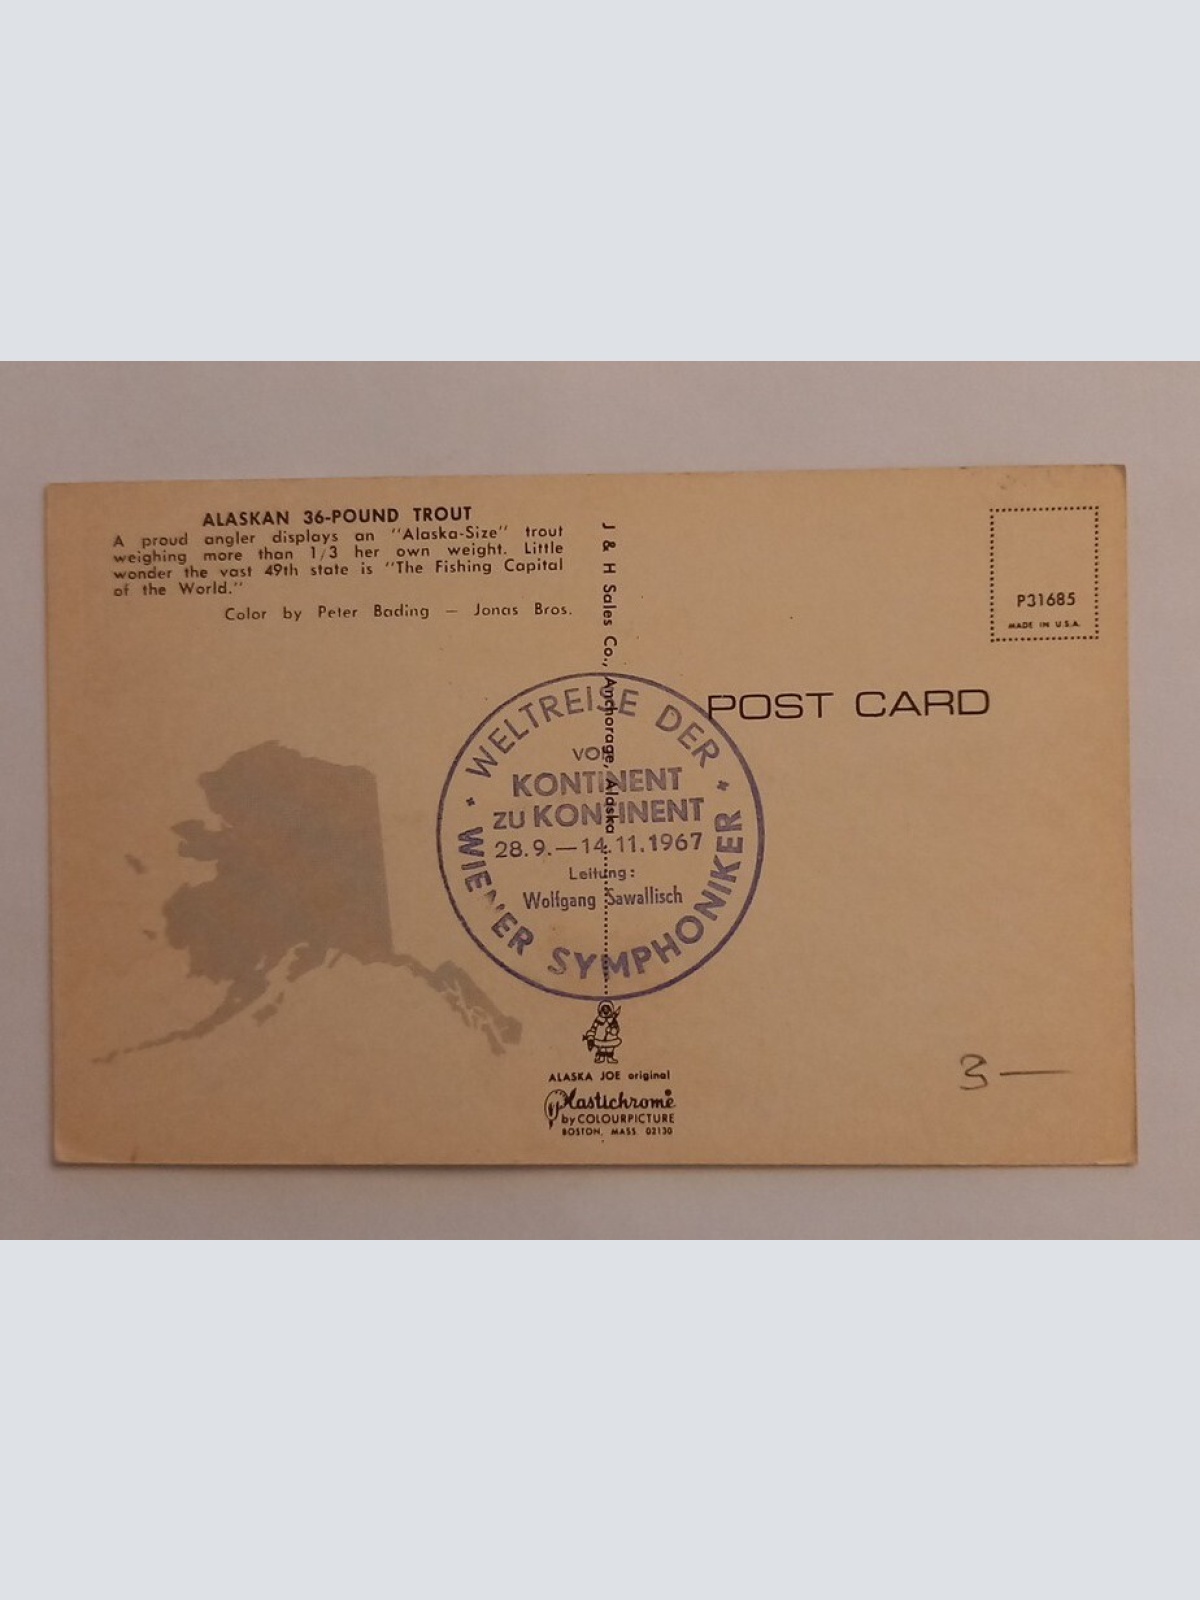 ALASKAN 36-POUND TROUT
A proud angler displays an "Alaska-Size" trout
weighing more than 1/3 her own weight. Little
wonder the vast 49th state is "The Fishing Capital
of the World."
Color by Peter Bading — Jonas Bros.
J & H Sales Co., Anchorage, Alaska
P31685
MADE IN U.S.A.
POST CARD
WELTREISE DER
VON
KONTINENT
ZU KONTINENT
28.9.—14.11.1967
Leitung:
Wolfgang Sawallisch
WIENER SYMPHONIKER
3—
ALASKA JOE original
Plastichrome
by COLOURPICTURE
BOSTON, MASS. 02130